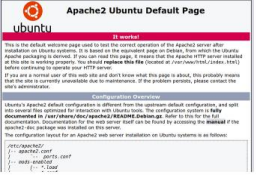 Apache2 Ubuntu Default Page
ubuntu
It works!
This is the default welcome page used to test the correct operation of the Apache2 server after
installation on Ubuntu systems. It is based on the equivalent page on Debian, from which the Ubuntu
Apache packaging is derived. If you can read this page, it means that the Apache HTTP server installed
at this site is working properly. You should replace this file (located at /var/www/html/index.html)
before continuing to operate your HTTP server.
If you are a normal user of this web site and don't know what this page is about, this probably means
that the site is currently unavailable due to maintenance. If the problem persists, please contact the
site's administrator.
Configuration Overview
Ubuntu's Apache2 default configuration is different from the upstream default configuration, and split
into several files optimized for interaction with Ubuntu tools. The configuration system is fully
documented in /usr/share/doc/apache2/README.Debian.gz. Refer to this for the full
documentation. Documentation for the web server itself can be found by accessing the manual if the
apache2-doc package was installed on this server.
The configuration layout for an Apache2 web server installation on Ubuntu systems is as follows:
/etc/apache2/
|-- apache2.conf
|       `-- ports.conf
|-- mods-enabled
|       |-- *.load